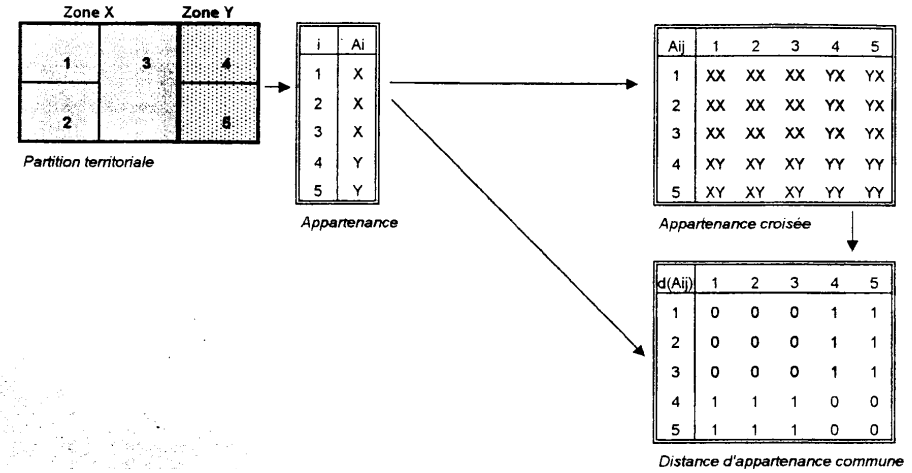 Zone X Zone Y
1 3 4
2 5
Partition territoriale
i Ai
1 X
2 X
3 X
4 Y
5 Y
Appartenance
Aij 1 2 3 4 5
1 XX XX XX YX YX
2 XX XX XX YX YX
3 XX XX XX YX YX
4 XY XY XY YY YY
5 XY XY XY YY YY
Appartenance croisée
d(Aij) 1 2 3 4 5
1 0 0 0 1 1
2 0 0 0 1 1
3 0 0 0 1 1
4 1 1 1 0 0
5 1 1 1 0 0
Distance d'appartenance commune